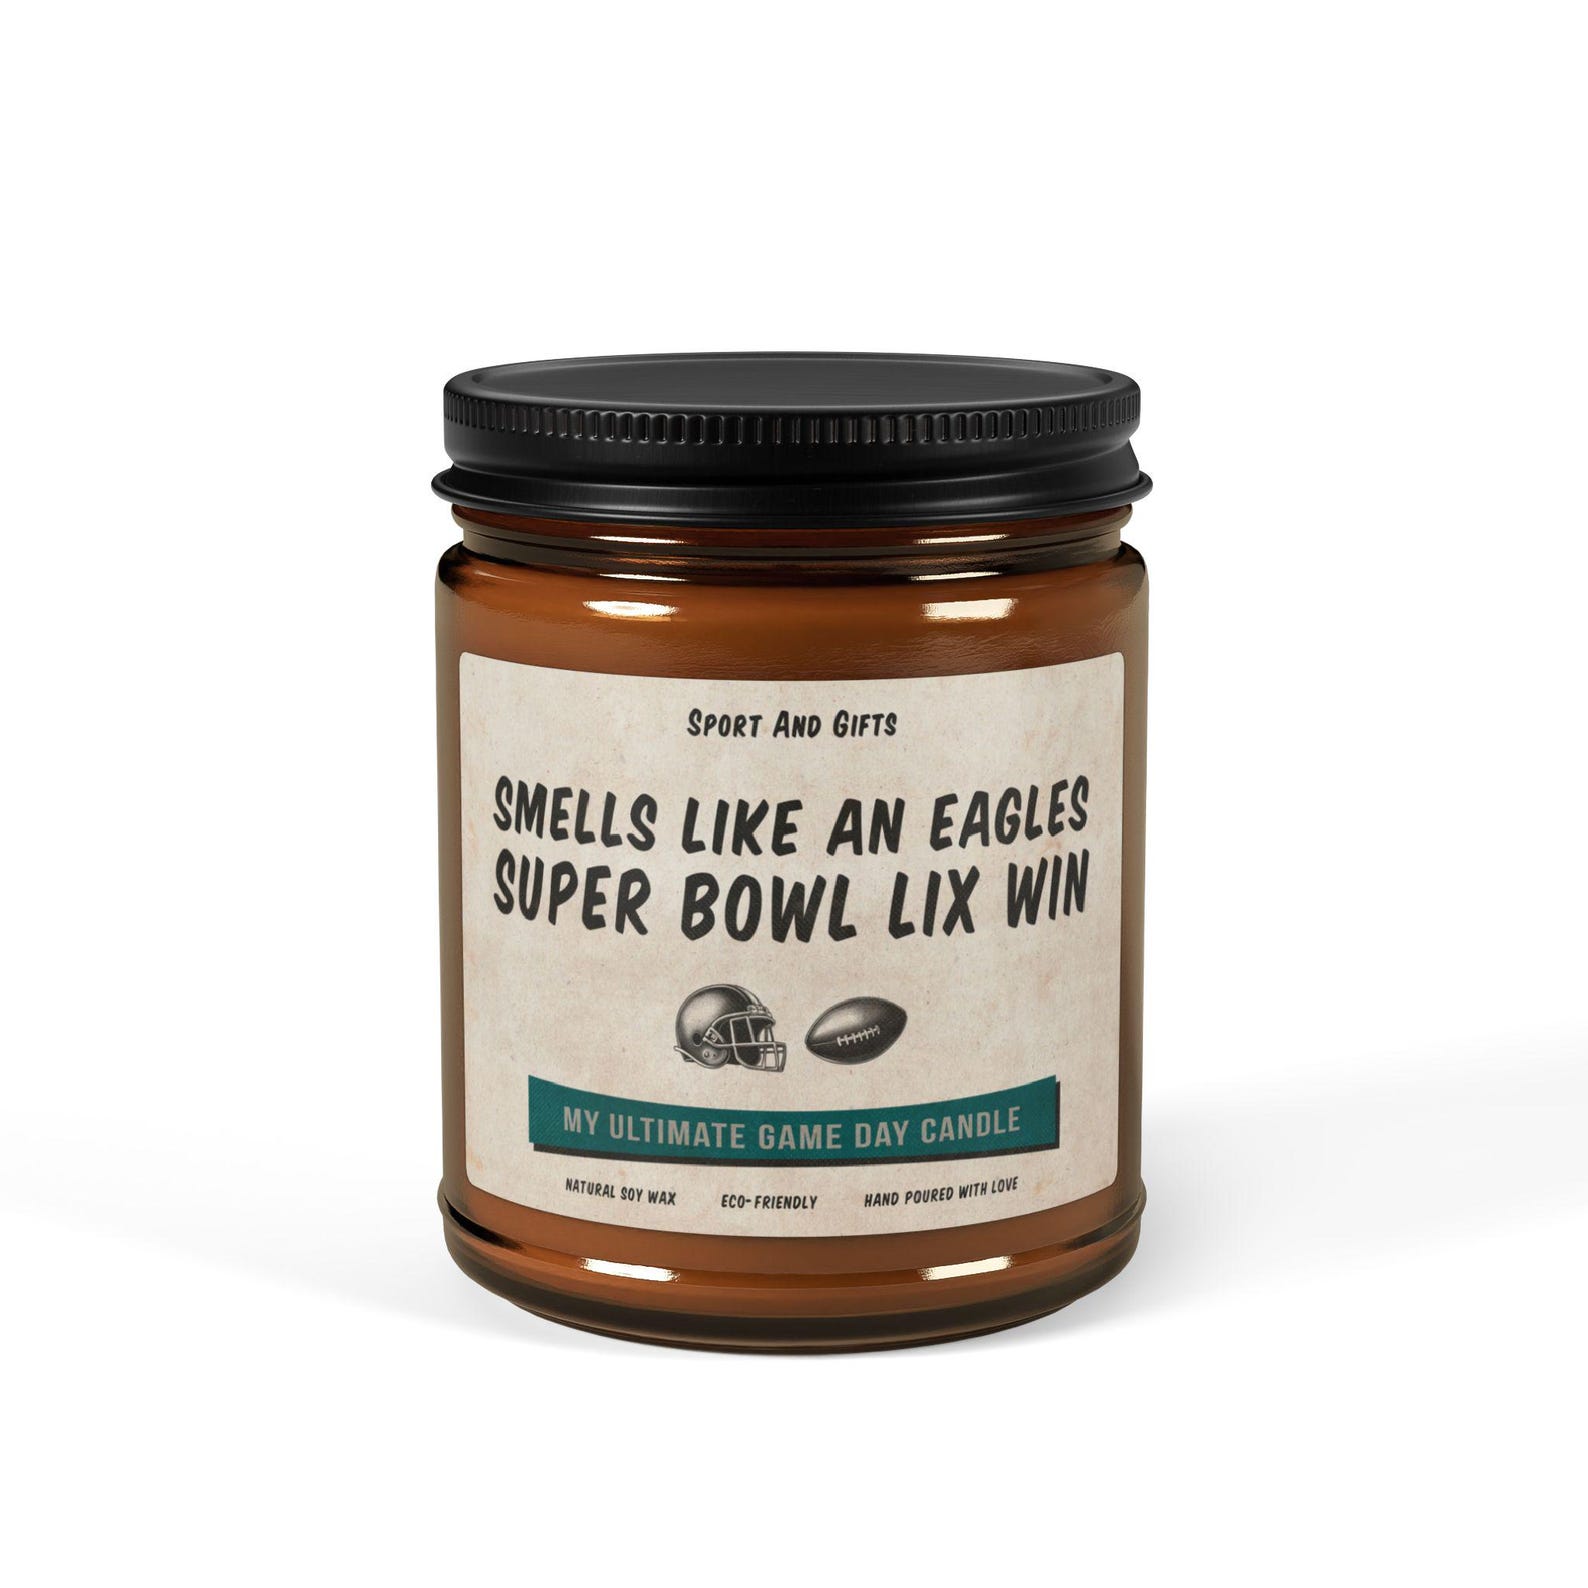 Sport And Gifts
SMELLS LIKE AN EAGLES
SUPER BOWL LIX WIN
MY ULTIMATE GAME DAY CANDLE
NATURAL SOY WAX ECO-FRIENDLY HAND POURED WITH LOVE